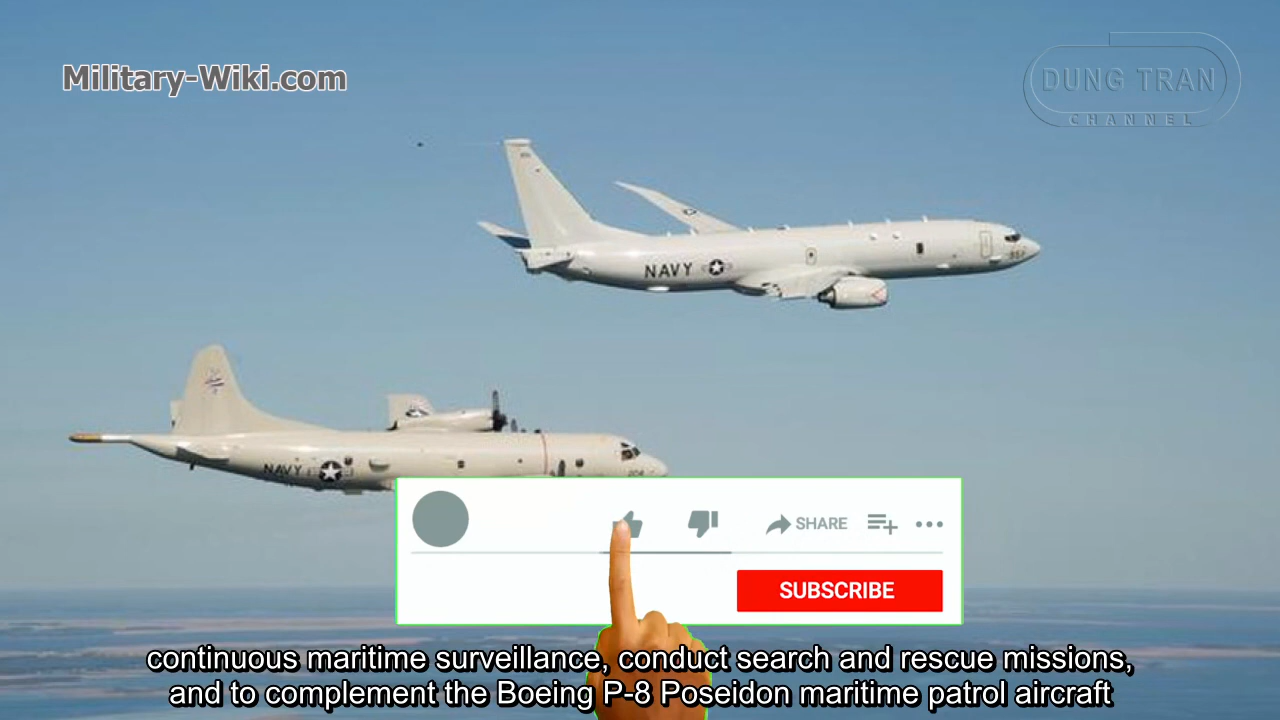 Military-Wiki.com
DUNG TRAN
CHANNEL
NAVY
NAVY
SHARE
SUBSCRIBE
continuous maritime surveillance, conduct search and rescue missions,
and to complement the Boeing P-8 Poseidon maritime patrol aircraft